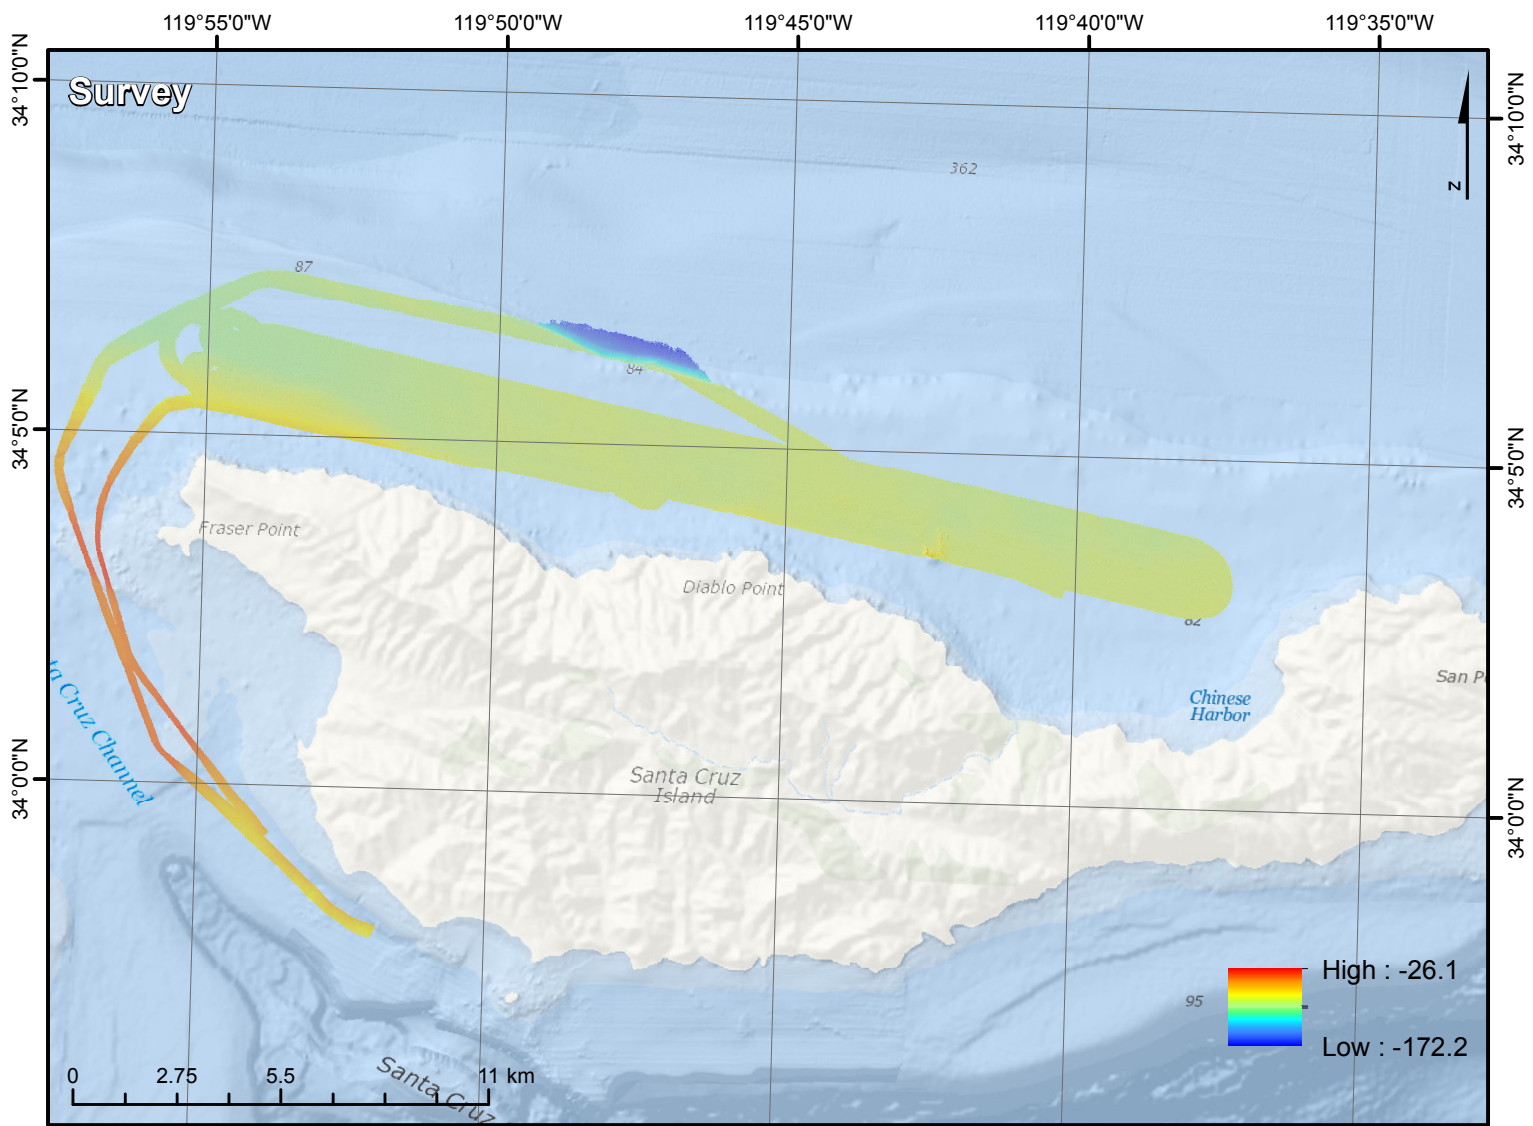 119°55'0"W 119°50'0"W 119°45'0"W 119°40'0"W 119°35'0"W
34°10'0"N
34°10'0"N
Survey
N
362
87
84
34°5'0"N
34°5'0"N
Fraser Point
Diablo Point
82
San P
Chinese
Harbor
ta Cruz Channel
Santa Cruz
Island
34°0'0"N
34°0'0"N
95
High : -26.1
Low : -172.2
Santa Cruz
0 2.75 5.5 11 km